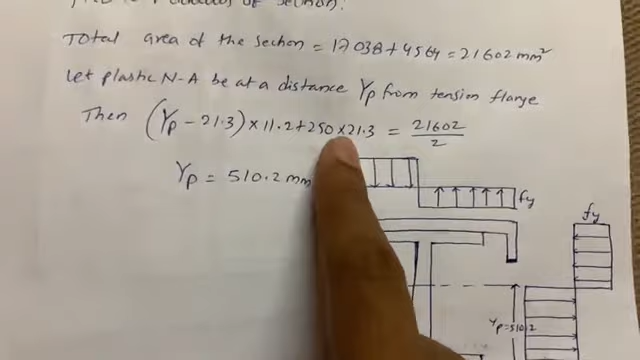 of section.
Total area of the section = 17038 + 4564 = 21602 mm²
Let plastic N-A be at a distance Yp from tension flange
Then (Yp - 21.3) × 11.2 + 250 × 21.3 = 21602/2
Yp = 510.2 mm
fy
fy
Yp = 510.2